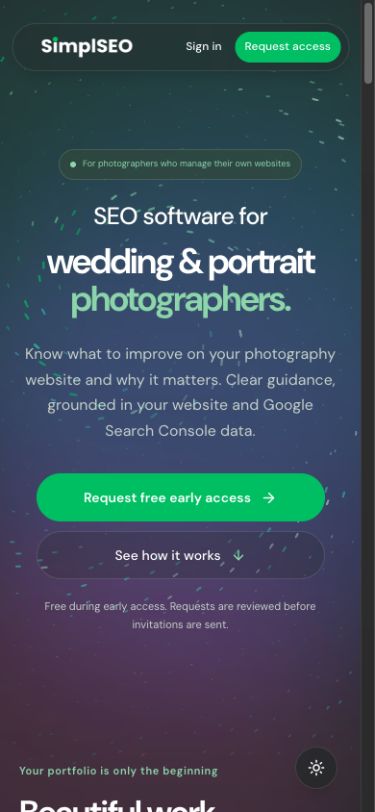 SimplSEO
Sign in
Request access
For photographers who manage their own websites
SEO software for
wedding & portrait
photographers.
Know what to improve on your photography
website and why it matters. Clear guidance,
grounded in your website and Google
Search Console data.
Request free early access →
See how it works ↓
Free during early access. Requests are reviewed before
invitations are sent.
Your portfolio is only the beginning
Beautiful work